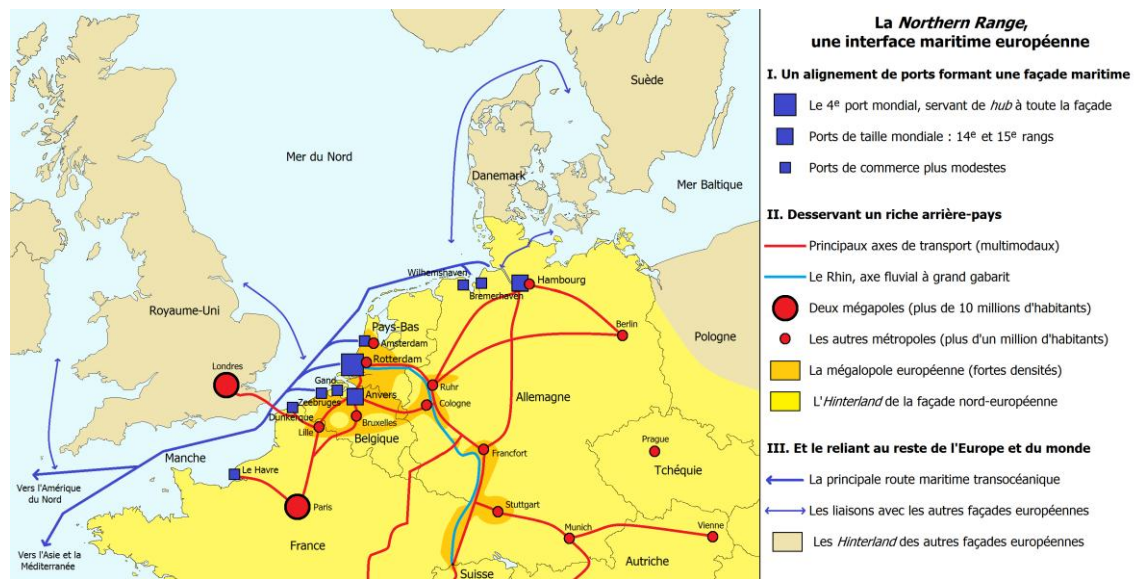 La Northern Range,
une interface maritime européenne
I. Un alignement de ports formant une façade maritime
Le 4e port mondial, servant de hub à toute la façade
Ports de taille mondiale : 14e et 15e rangs
Ports de commerce plus modestes
II. Desservant un riche arrière-pays
Principaux axes de transport (multimodaux)
Le Rhin, axe fluvial à grand gabarit
Deux mégapoles (plus de 10 millions d'habitants)
Les autres métropoles (plus d'un million d'habitants)
La mégalopole européenne (fortes densités)
L'Hinterland de la façade nord-européenne
III. Et le reliant au reste de l'Europe et du monde
La principale route maritime transocéanique
Les liaisons avec les autres façades européennes
Les Hinterland des autres façades européennes
Suède
Mer du Nord
Danemark
Mer Baltique
Wilhemshaven
Hambourg
Bremerhaven
Royaume-Uni
Pays-Bas
Amsterdam
Berlin
Pologne
Londres
Rotterdam
Gand
Anvers
Ruhr
Zeebruges
Cologne
Allemagne
Dunkerque
Bruxelles
Lille
Belgique
Prague
Francfort
Tchéquie
Manche
Le Havre
Vers l'Amérique
du Nord
Paris
Stuttgart
Munich
Vienne
France
Vers l'Asie et la
Méditerranée
Suisse
Autriche